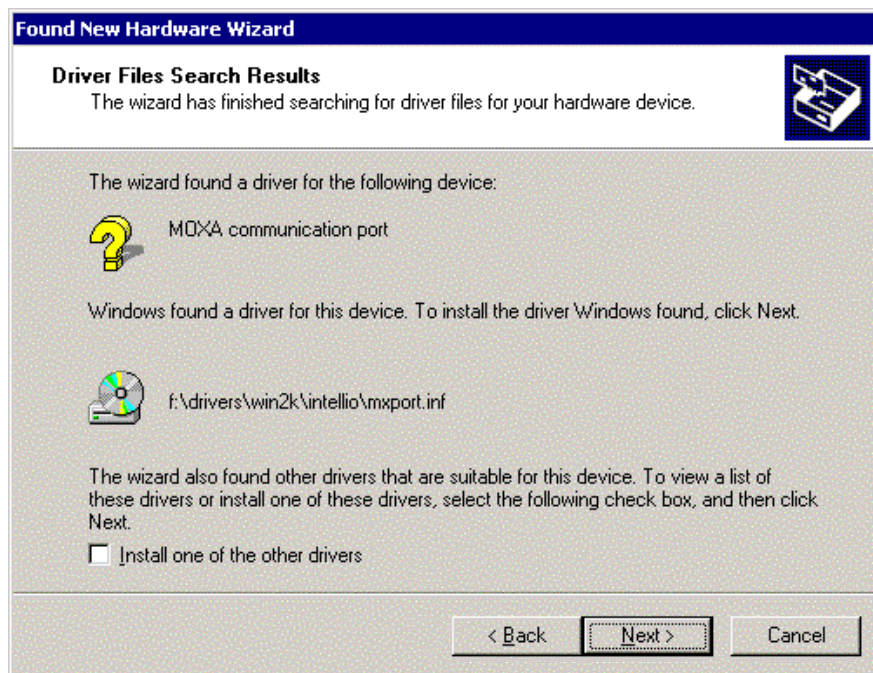 Found New Hardware Wizard
Driver Files Search Results
The wizard has finished searching for driver files for your hardware device.
The wizard found a driver for the following device:
MOXA communication port
Windows found a driver for this device. To install the driver Windows found, click Next.
f:\drivers\win2k\intellio\mxport.inf
The wizard also found other drivers that are suitable for this device. To view a list of
these drivers or install one of these drivers, select the following check box, and then click
Next.
Install one of the other drivers
< Back
Next >
Cancel